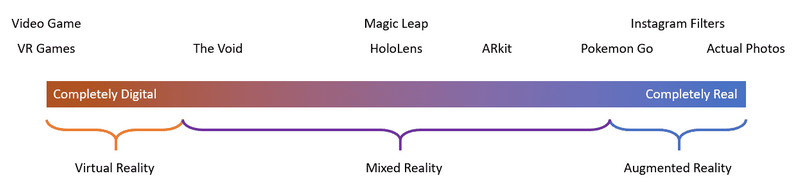 Video Game
Magic Leap
Instagram Filters
VR Games
The Void
HoloLens
ARkit
Pokemon Go
Actual Photos
Completely Digital
Completely Real
Virtual Reality
Mixed Reality
Augmented Reality